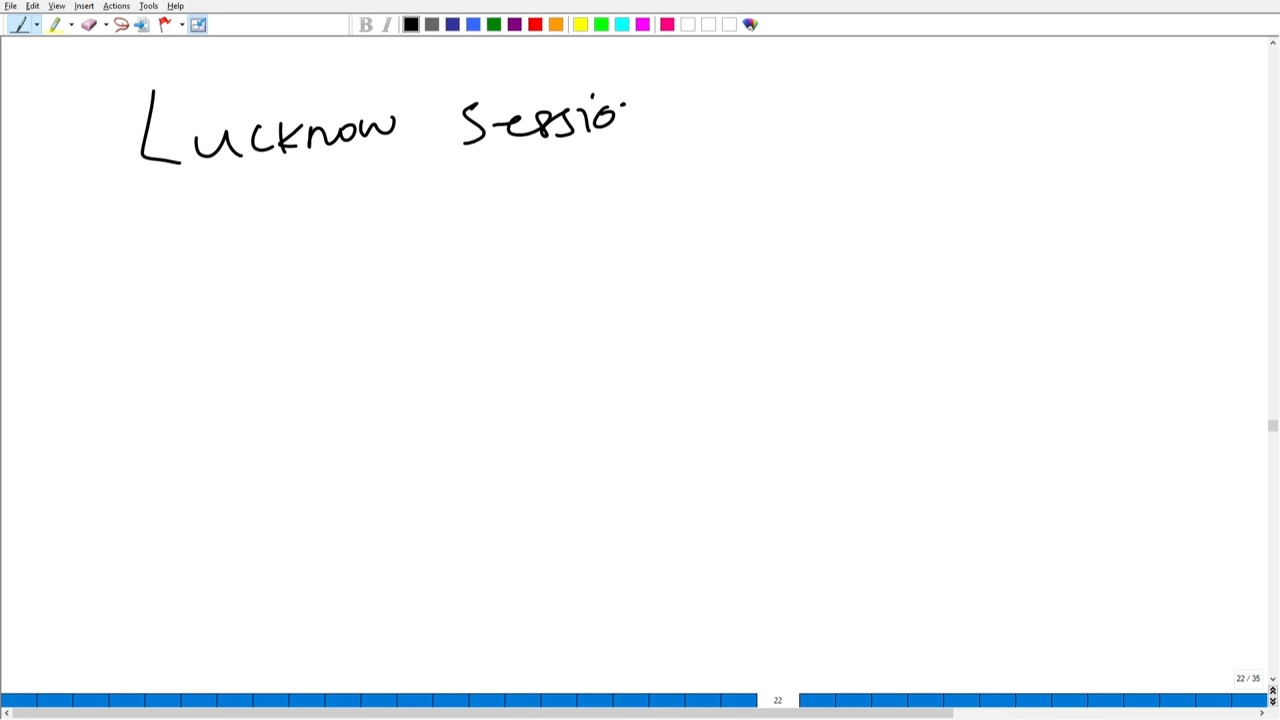 File Edit View Insert Actions Tools Help
B I
Lucknow sessio
22 / 35
22